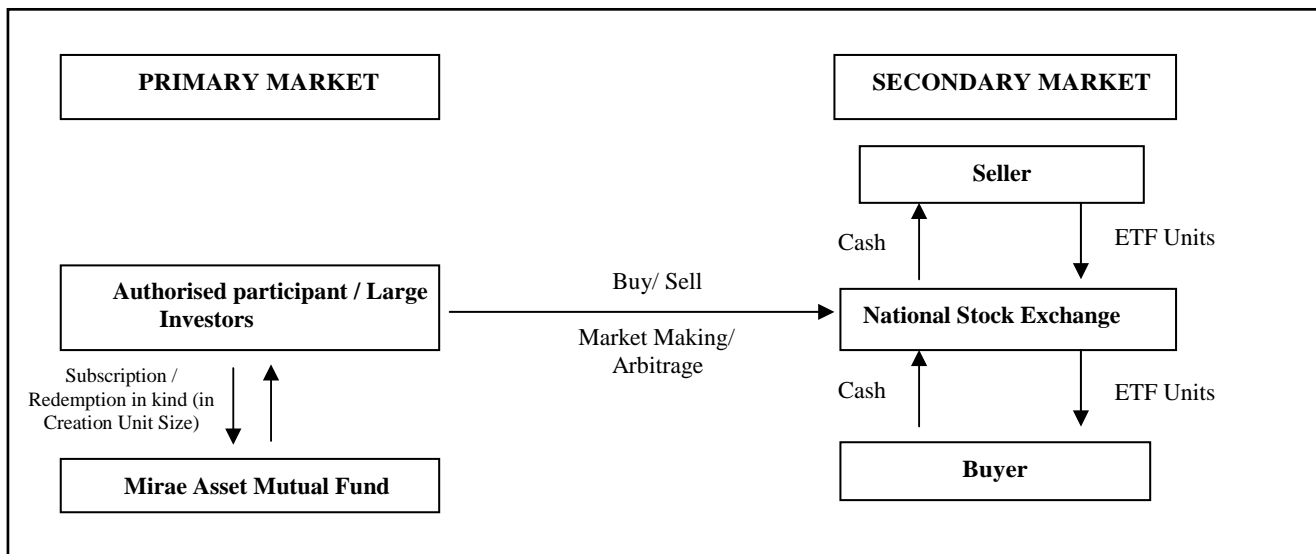 PRIMARY MARKET
SECONDARY MARKET
Seller
Cash
ETF Units
Authorised participant / Large
Investors
Buy/ Sell
Market Making/
Arbitrage
National Stock Exchange
Subscription /
Redemption in kind (in
Creation Unit Size)
Cash
ETF Units
Mirae Asset Mutual Fund
Buyer